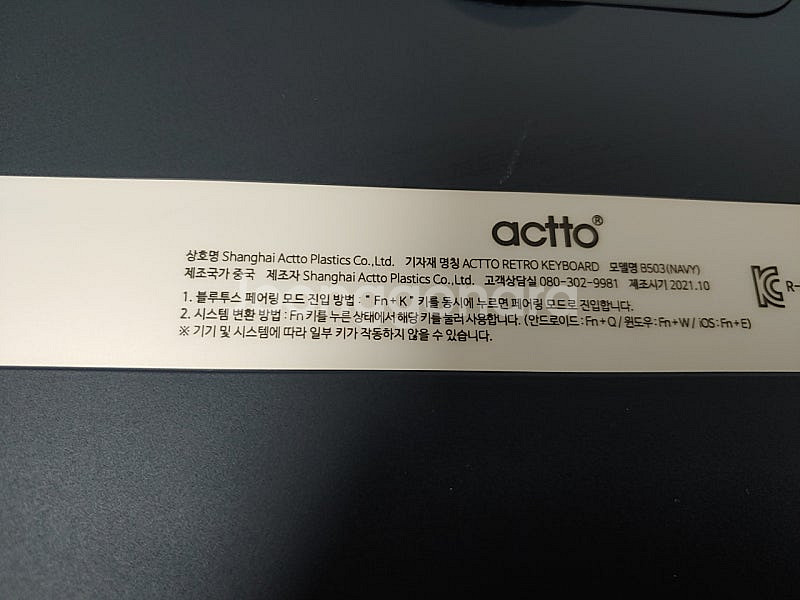 actto®
상호명 Shanghai Actto Plastics Co.,Ltd. 기자재 명칭 ACTTO RETRO KEYBOARD 모델명 B503(NAVY)
제조국가 중국 제조자 Shanghai Actto Plastics Co.,Ltd. 고객상담실 080-302-9981 제조시기 2021.10
R-
1. 블루투스 페어링 모드 진입 방법 : "Fn+K" 키를 동시에 누르면 페어링 모드로 진입합니다.
2. 시스템 변환 방법 : Fn 키를 누른 상태에서 해당 키를 눌러 사용합니다. (안드로이드 : Fn+Q / 윈도우 : Fn+W / iOS : Fn+E)
※ 기기 및 시스템에 따라 일부 키가 작동하지 않을 수 있습니다.